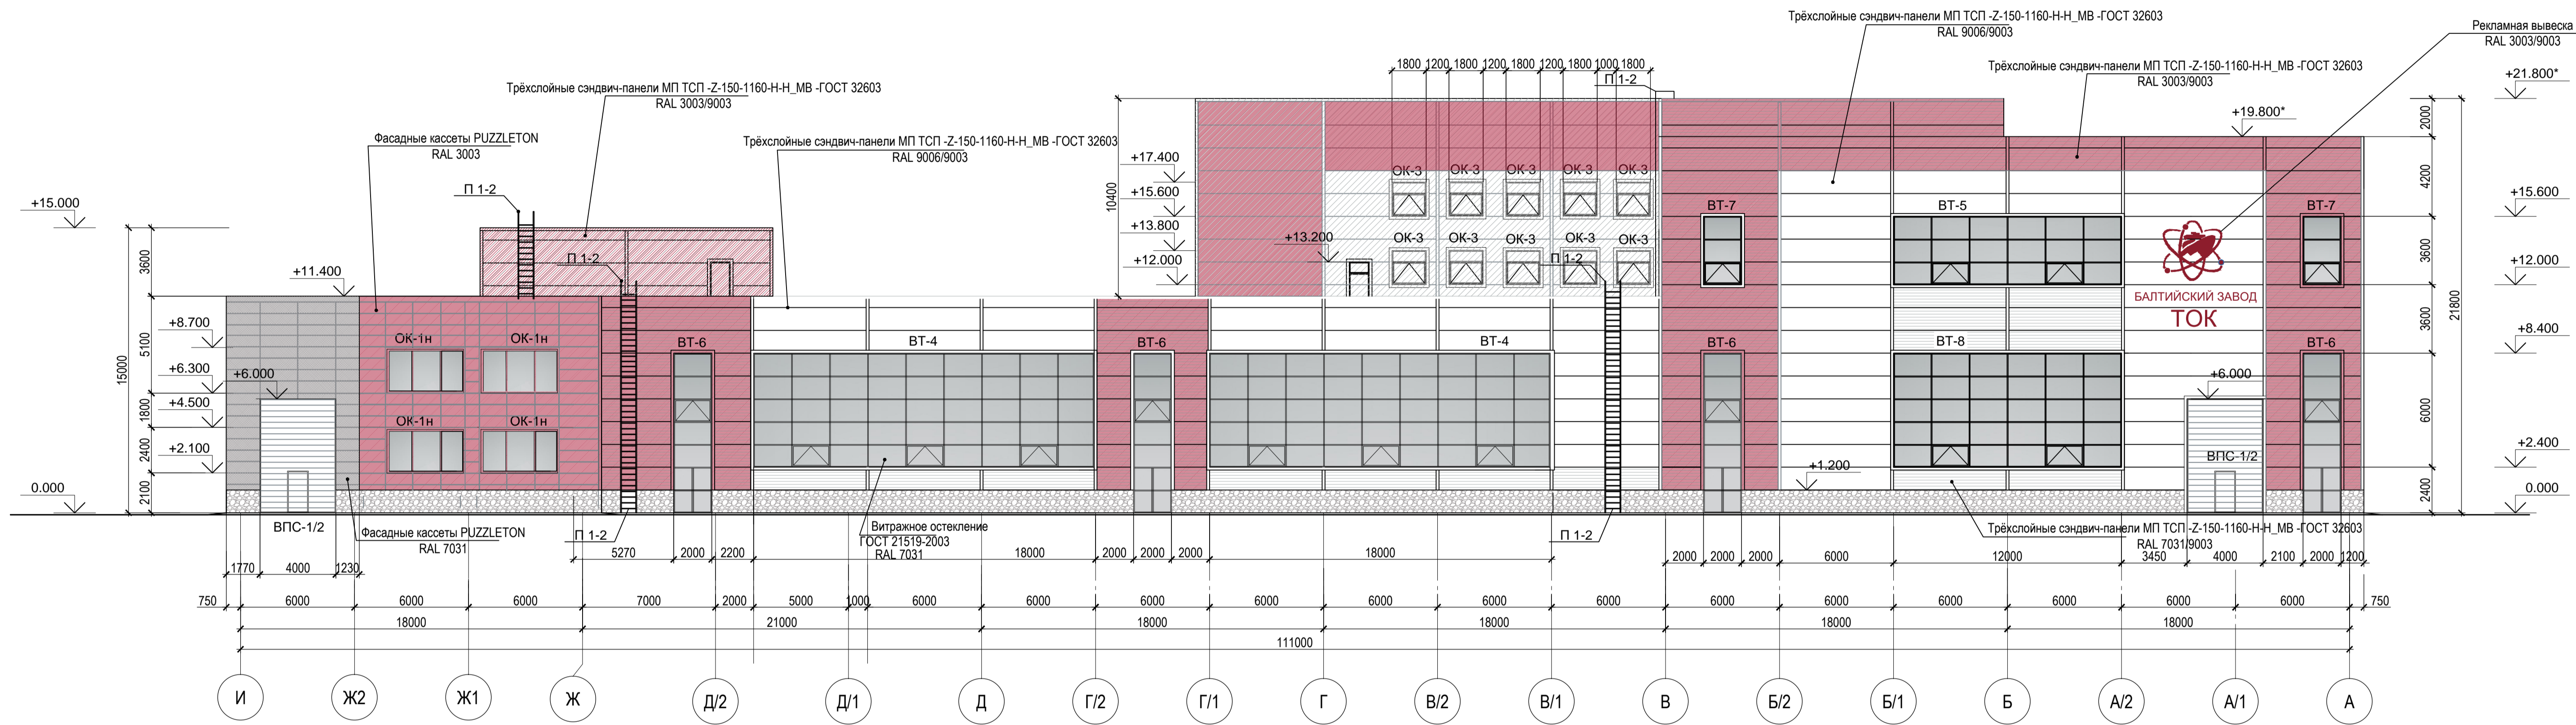 Трёхслойные сэндвич-панели МП ТСП -Z-150-1160-Н-Н_МВ -ГОСТ 32603
RAL 9006/9003
Рекламная вывеска
RAL 3003/9003
Трёхслойные сэндвич-панели МП ТСП -Z-150-1160-Н-Н_МВ -ГОСТ 32603
RAL 3003/9003
+21.800*
1800 1200 1800 1200 1800 1200 1800 1000 1800
П 1-2
Трёхслойные сэндвич-панели МП ТСП -Z-150-1160-Н-Н_МВ -ГОСТ 32603
RAL 3003/9003
+19.800*
2000
Фасадные кассеты PUZZLETON
RAL 3003
Трёхслойные сэндвич-панели МП ТСП -Z-150-1160-Н-Н_МВ -ГОСТ 32603
RAL 9006/9003
+17.400
ОК-3 ОК-3 ОК-3 ОК-3 ОК-3
4200
10400
П 1-2
+15.600
+15.600
+15.000
ВТ-7
ВТ-5
ВТ-7
+13.800
ОК-3 ОК-3 ОК-3 ОК-3 ОК-3
+13.200
3600
3600
П 1-2
П 1-2
+12.000
+12.000
+11.400
БАЛТИЙСКИЙ ЗАВОД
ТОК
21800
+8.700
5100
ОК-1н ОК-1н
ВТ-6
ВТ-4
ВТ-6
ВТ-4
ВТ-6
ВТ-8
ВТ-6
3600
+8.400
15000
+6.300
+6.000
+6.000
+4.500
1800
ОК-1н ОК-1н
6000
+2.100
2400
ВПС-1/2
+1.200
+2.400
0.000
2100
2400
0.000
ВПС-1/2
Фасадные кассеты PUZZLETON
RAL 7031
П 1-2
Витражное остекление
ГОСТ 21519-2003
RAL 7031
П 1-2
Трёхслойные сэндвич-панели МП ТСП -Z-150-1160-Н-Н_МВ -ГОСТ 32603
RAL 7031/9003
5270 2000 2200 18000 2000 2000 2000 18000 2000 2000 2000 6000 12000 3450 4000 2100 2000 1200
1770 4000 1230
750 6000 6000 6000 7000 2000 5000 1000 6000 6000 6000 6000 6000 6000 6000 6000 6000 6000 6000 6000 6000 750
18000 21000 18000 18000 18000 18000
111000
И Ж2 Ж1 Ж Д/2 Д/1 Д Г/2 Г/1 Г В/2 В/1 В Б/2 Б/1 Б А/2 А/1 А